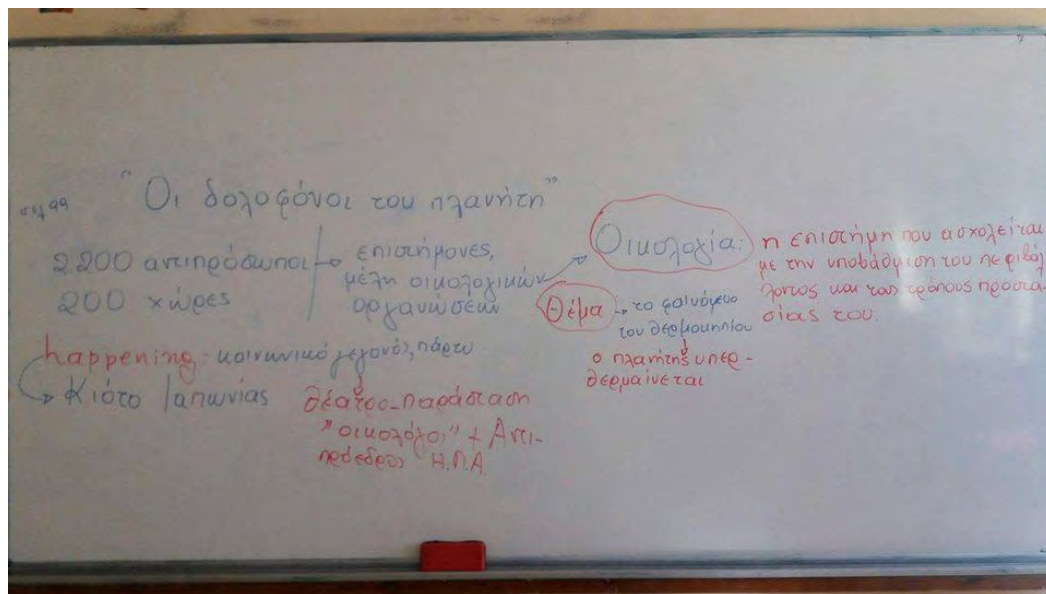 σελ 99 "Οι δολοφόνοι του πλανήτη"
2200 αντιπρόσωποι → επιστήμονες,
200 χώρες μέλη οικολογικών
οργανώσεων
happening: κοινωνικό γεγονός, πάρτυ
Κιότο Ιαπωνίας
θέατρο-παράσταση
"οικολόγοι" + Αντι-
πρόεδρος Η.Π.Α.
Οικολογία: η επιστήμη που ασχολείται
με την υποβάθμιση του περιβάλ
λοντος και τους τρόπους προστα-
σίας του.
Θέμα → το φαινόμενο
του θερμοκηπίου
ο πλανήτης υπερ-
θερμαίνεται